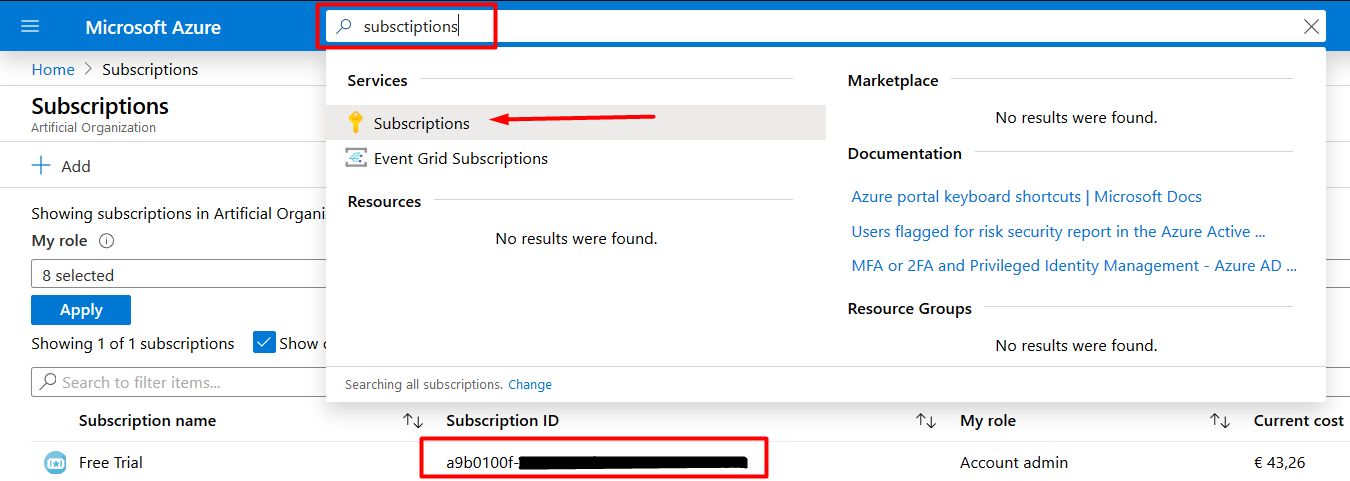 Microsoft Azure
subsctiptions
Home > Subscriptions
Subscriptions
Artificial Organization
Add
Showing subscriptions in Artificial Organiz
My role
8 selected
Apply
Showing 1 of 1 subscriptions
Show
Search to filter items...
Services
Subscriptions
Event Grid Subscriptions
Resources
No results were found.
Marketplace
No results were found.
Documentation
Azure portal keyboard shortcuts | Microsoft Docs
Users flagged for risk security report in the Azure Active ...
MFA or 2FA and Privileged Identity Management - Azure AD ...
Resource Groups
No results were found.
Searching all subscriptions. Change
Subscription name Subscription ID My role Current cost
Free Trial a9b0100f- Account admin € 43,26